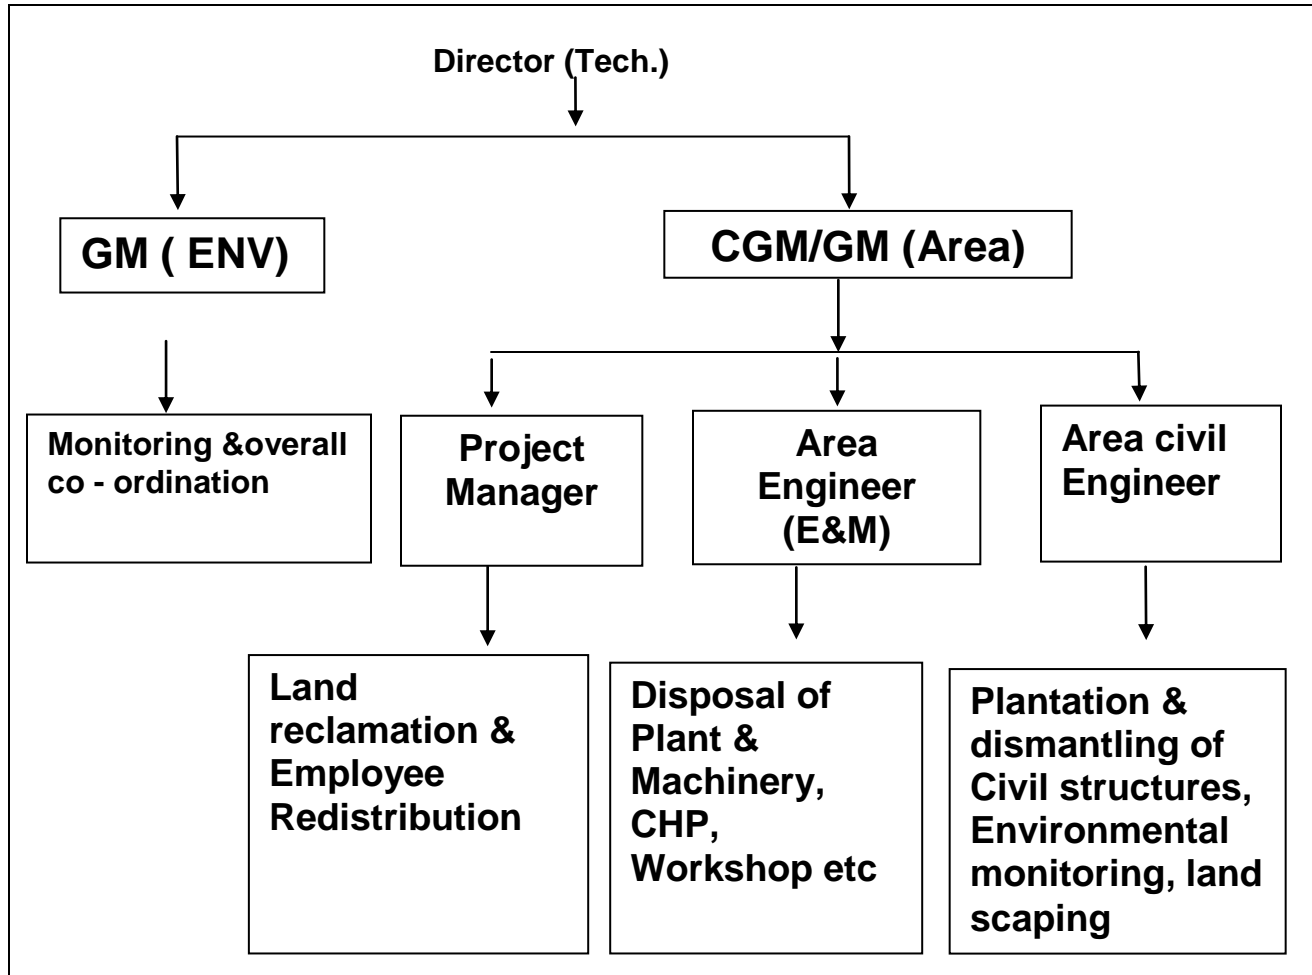 Director (Tech.)
GM ( ENV)
CGM/GM (Area)
Monitoring &overall
co - ordination
Project
Manager
Area
Engineer
(E&M)
Area civil
Engineer
Land
reclamation &
Employee
Redistribution
Disposal of
Plant &
Machinery,
CHP,
Workshop etc
Plantation &
dismantling of
Civil structures,
Environmental
monitoring, land
scaping